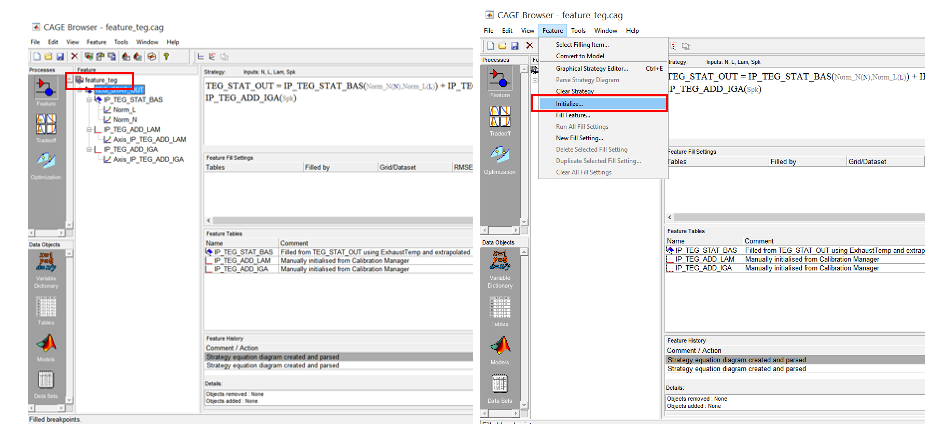 CAGE Browser - feature_teg.cag
File Edit View Feature Tools Window Help
Processes
Feature
Tradeoff
Optimization
Data Objects
Variable
Dictionary
Tables
Models
Data Sets
Feature
feature_teg
IP_TEG_STAT_BAS
Norm_L
Norm_N
IP_TEG_ADD_LAM
Axis_IP_TEG_ADD_LAM
IP_TEG_ADD_IGA
Axis_IP_TEG_ADD_IGA
Strategy: Inputs: N, L, Lam, Spk
TEG_STAT_OUT = IP_TEG_STAT_BAS(Norm_N(N),Norm_L(L)) + IP_TE
IP_TEG_ADD_IGA(Spk)
Feature Fill Settings
Tables Filled by Grid/Dataset RMSE
Feature Tables
Name Comment
IP_TEG_STAT_BAS Filled from TEG_STAT_OUT using ExhaustTemp and extrapolated
IP_TEG_ADD_LAM Manually initialised from Calibration Manager
IP_TEG_ADD_IGA Manually initialised from Calibration Manager
Feature History
Comment / Action
Strategy equation diagram created and parsed
Strategy equation diagram created and parsed
Details:
Objects removed : None
Objects added : None
Filled breakpoints.
CAGE Browser - feature_teg.cag
File Edit View Feature Tools Window Help
Processes
Feature
Tradeoff
Optimization
Data Objects
Variable
Dictionary
Tables
Models
Data Sets
Select Filling Item...
Convert to Model
Graphical Strategy Editor... Ctrl+E
Parse Strategy Diagram
Clear Strategy
Initialize...
Fill Feature...
Run All Fill Settings
New Fill Setting...
Delete Selected Fill Setting
Duplicate Selected Fill Setting...
Clear All Fill Settings
Inputs: N, L, Lam, Spk
TEG_STAT_OUT = IP_TEG_STAT_BAS(Norm_N(N),Norm_L(L)) + I
IP_TEG_ADD_IGA(Spk)
Feature Fill Settings
Tables Filled by Grid/Dataset
Feature Tables
Name Comment
IP_TEG_STAT_BAS Filled from TEG_STAT_OUT using ExhaustTemp and extrap
IP_TEG_ADD_LAM Manually initialised from Calibration Manager
IP_TEG_ADD_IGA Manually initialised from Calibration Manager
Feature History
Comment / Action
Strategy equation diagram created and parsed
Strategy equation diagram created and parsed
Details:
Objects removed : None
Objects added : None